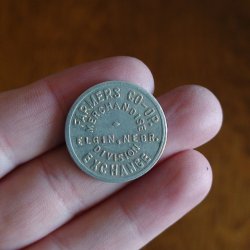 FARMERS CO-OP.
MERCHANDISE
ELGIN, NEBR.
DIVISION
EXCHANGE